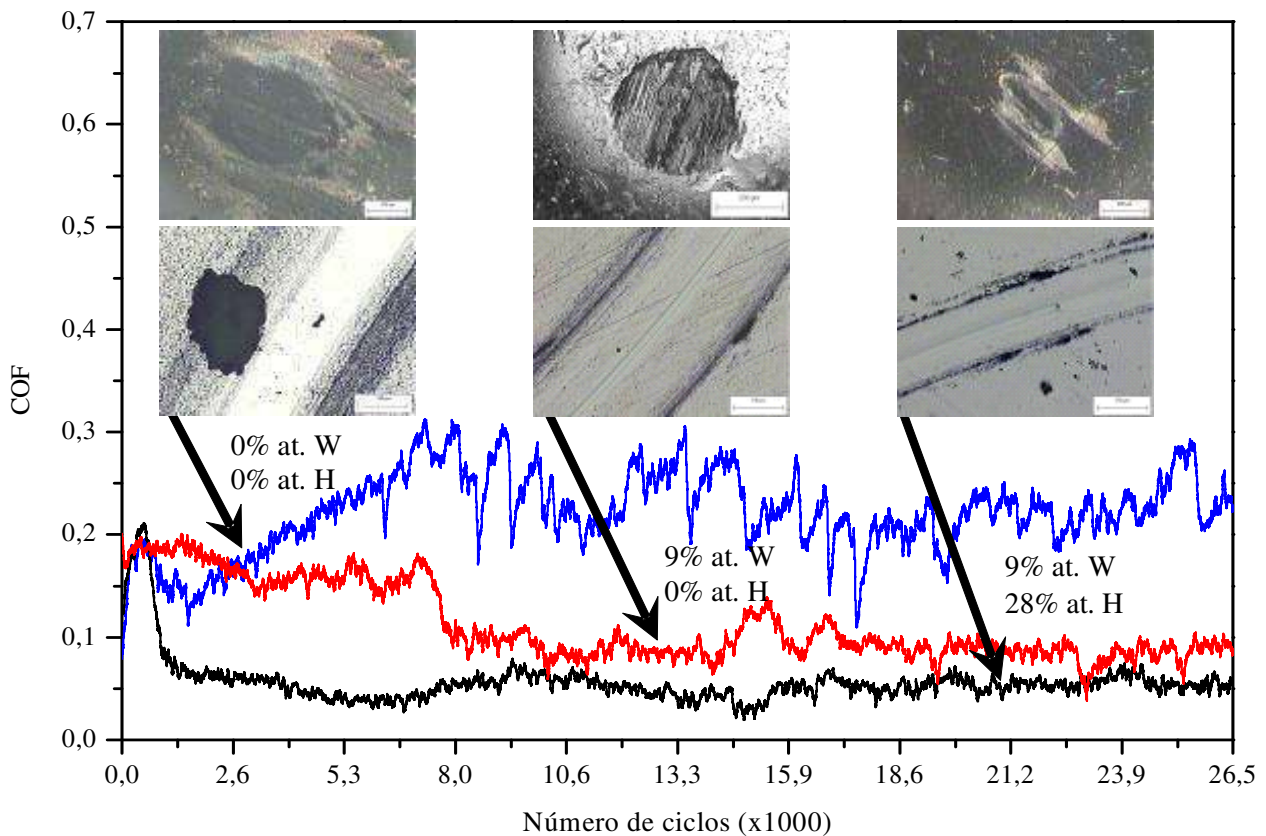 0,7
0,6
0,5
0,4
0,3
0,2
0,1
0,0
COF
0% at. W
0% at. H
9% at. W
0% at. H
9% at. W
28% at. H
0,0 2,6 5,3 8,0 10,6 13,3 15,9 18,6 21,2 23,9 26,5
Número de ciclos (x1000)